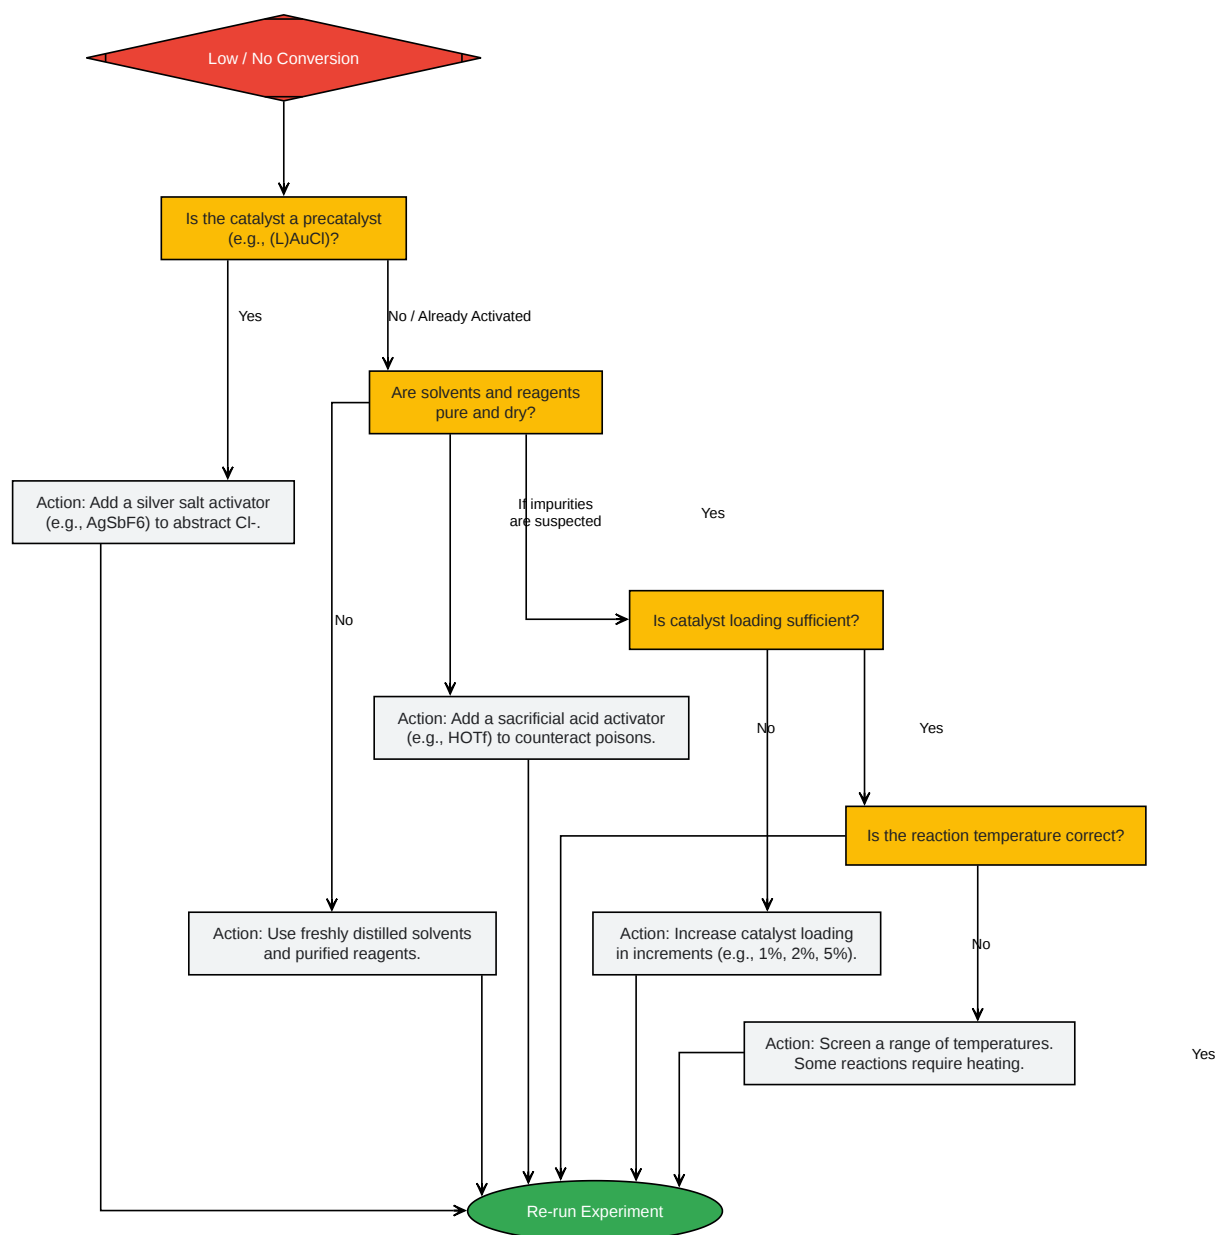 Low / No Conversion
Is the catalyst a precatalyst
(e.g., (L)AuCl)?
Yes
No / Already Activated
Are solvents and reagents
pure and dry?
Action: Add a silver salt activator
(e.g., AgSbF6) to abstract Cl-.
If impurities
are suspected
Yes
No
Is catalyst loading sufficient?
Action: Add a sacrificial acid activator
(e.g., HOTf) to counteract poisons.
No
Yes
Is the reaction temperature correct?
Action: Use freshly distilled solvents
and purified reagents.
Action: Increase catalyst loading
in increments (e.g., 1%, 2%, 5%).
No
Action: Screen a range of temperatures.
Some reactions require heating.
Yes
Re-run Experiment